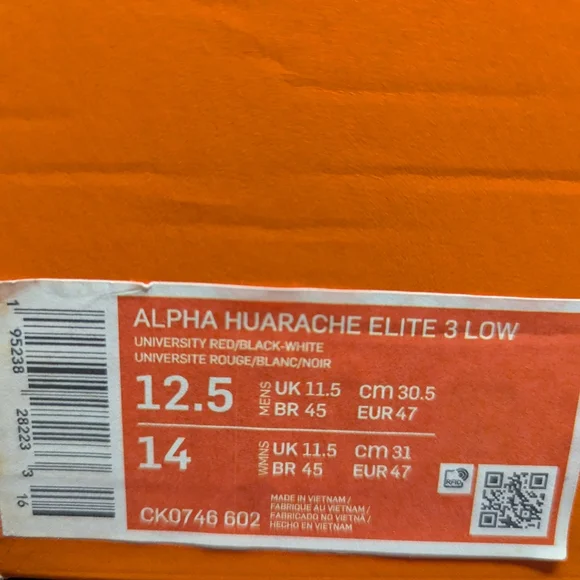 1 95238 28223 3 16
ALPHA HUARACHE ELITE 3 LOW
UNIVERSITY RED/BLACK-WHITE
UNIVERSITE ROUGE/BLANC/NOIR
12.5 MENS UK 11.5 cm 30.5
BR 45 EUR 47
14 WMNS UK 11.5 cm 31
BR 45 EUR 47
RFID
CK0746 602
MADE IN VIETNAM /
FABRIQUE AU VIETNAM /
FABRICADO NO VIETNÃ /
HECHO EN VIETNAM